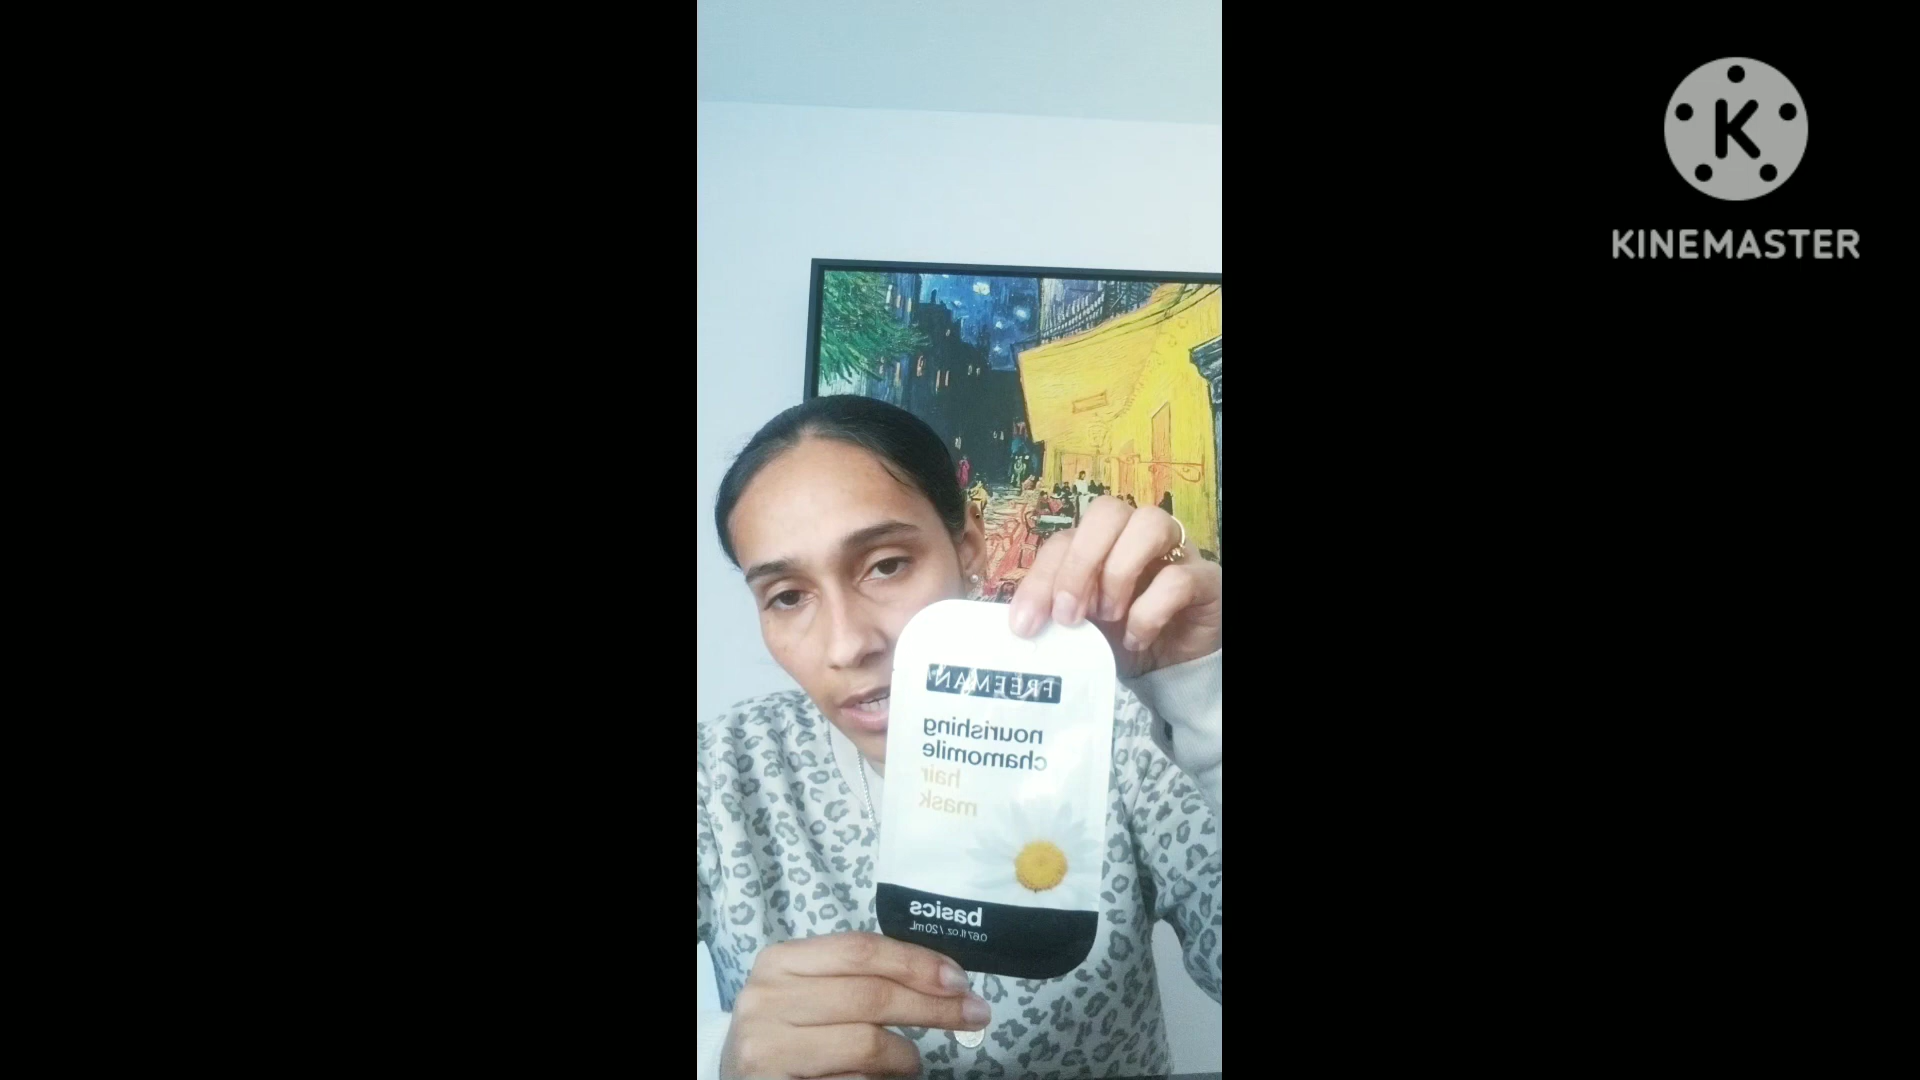 K
KINEMASTER
FREEMAN®
nourishing
chamomile
hair
mask
basics
0.67 fl. oz. / 20 mL